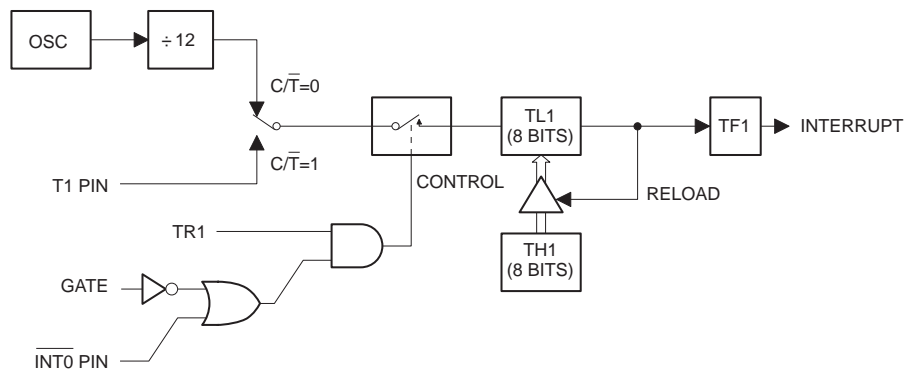 OSC
÷12
C/T̅=0
C/T̅=1
T1 PIN
TL1
(8 BITS)
TF1
INTERRUPT
CONTROL
RELOAD
TR1
TH1
(8 BITS)
GATE
I̅N̅T̅0̅ PIN